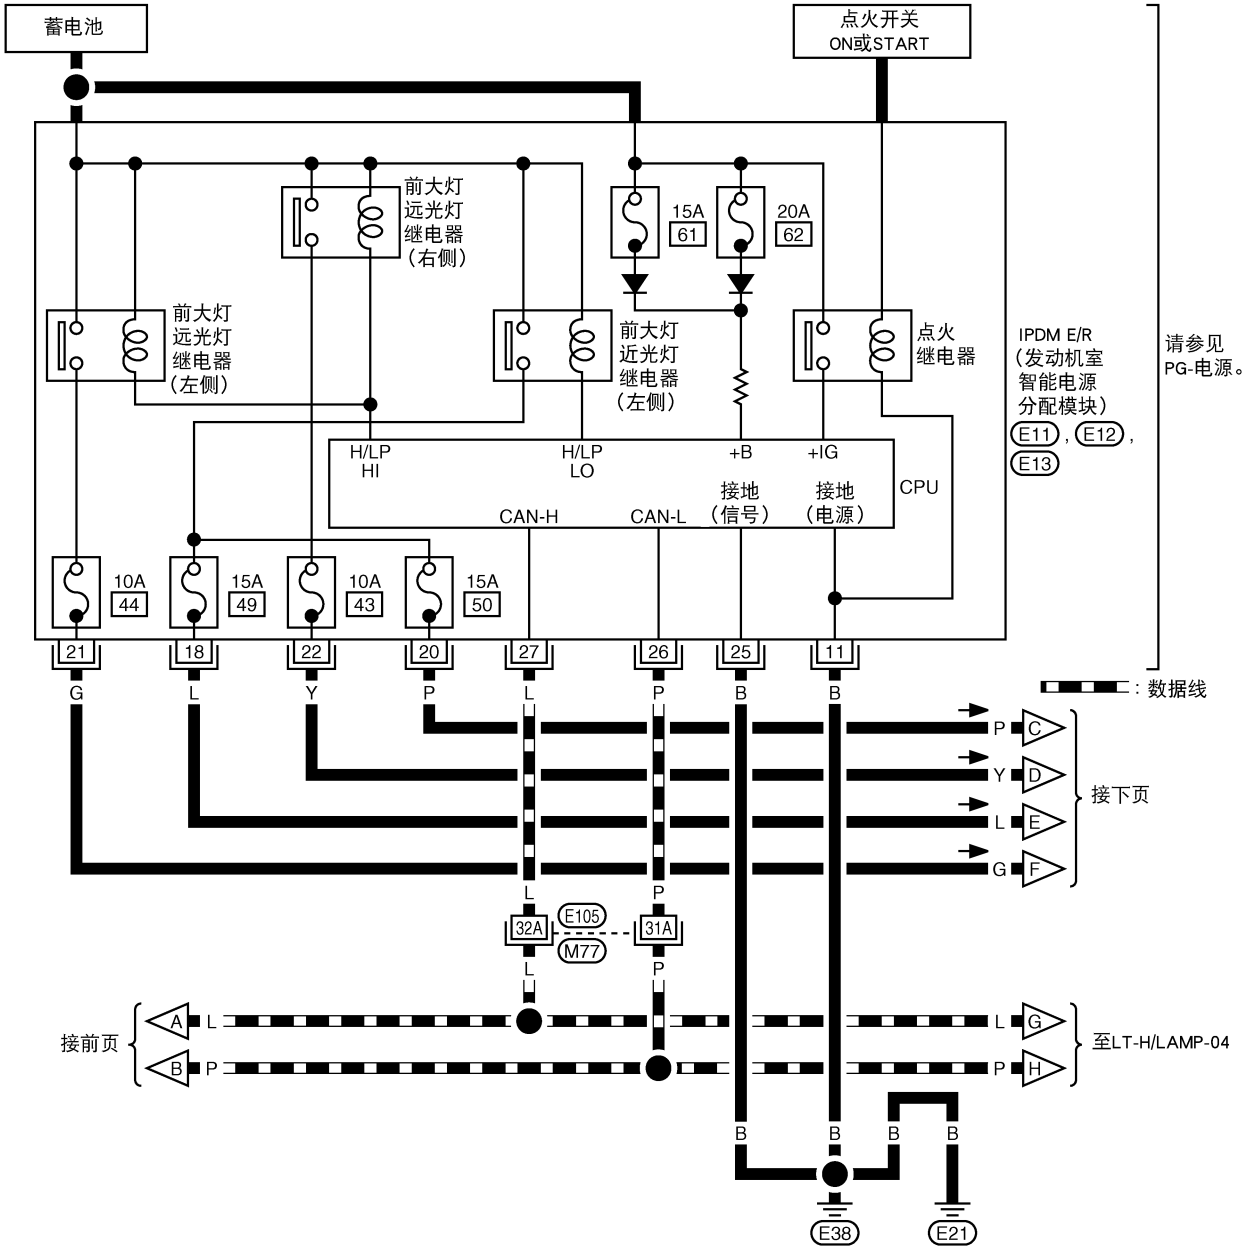 蓄电池
点火开关
ON或START
前大灯
远光灯
继电器
（右侧）
15A
61
20A
62
前大灯
远光灯
继电器
（左侧）
前大灯
近光灯
继电器
（左侧）
点火
继电器
IPDM E/R
（发动机室
智能电源
分配模块）
E11 , E12 ,
E13
请参见
PG-电源。
H/LP
HI
H/LP
LO
+B
+IG
接地
（信号）
接地
（电源）
CPU
CAN-H
CAN-L
10A
44
15A
49
10A
43
15A
50
21
18
22
20
27
26
25
11
G
L
Y
P
L
P
B
B
: 数据线
P
C
Y
D
L
E
G
F
接下页
L
P
32A
E105
M77
31A
L
P
接前页
A
L
L
G
B
P
P
H
至LT-H/LAMP-04
B
B
B
B
E38
E21